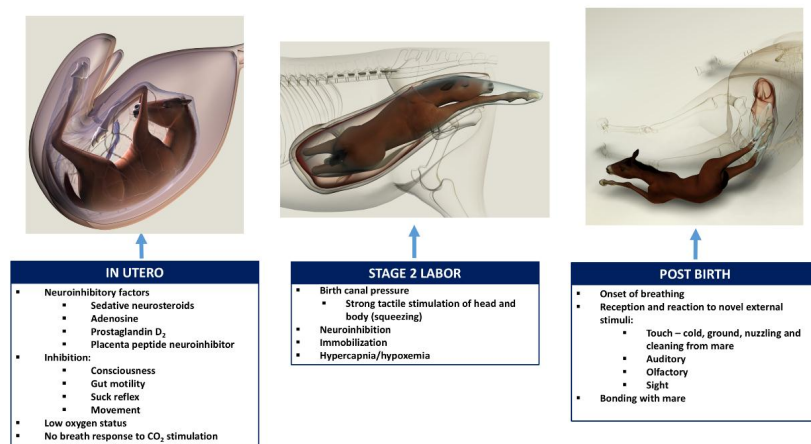 IN UTERO
Neuroinhibitory factors
Sedative neurosteroids
Adenosine
Prostaglandin D₂
Placenta peptide neuroinhibitor
Inhibition:
Consciousness
Gut motility
Suck reflex
Movement
Low oxygen status
No breath response to CO₂ stimulation
STAGE 2 LABOR
Birth canal pressure
Strong tactile stimulation of head and
body (squeezing)
Neuroinhibition
Immobilization
Hypercapnia/hypoxemia
POST BIRTH
Onset of breathing
Reception and reaction to novel external
stimuli:
Touch – cold, ground, nuzzling and
cleaning from mare
Auditory
Olfactory
Sight
Bonding with mare